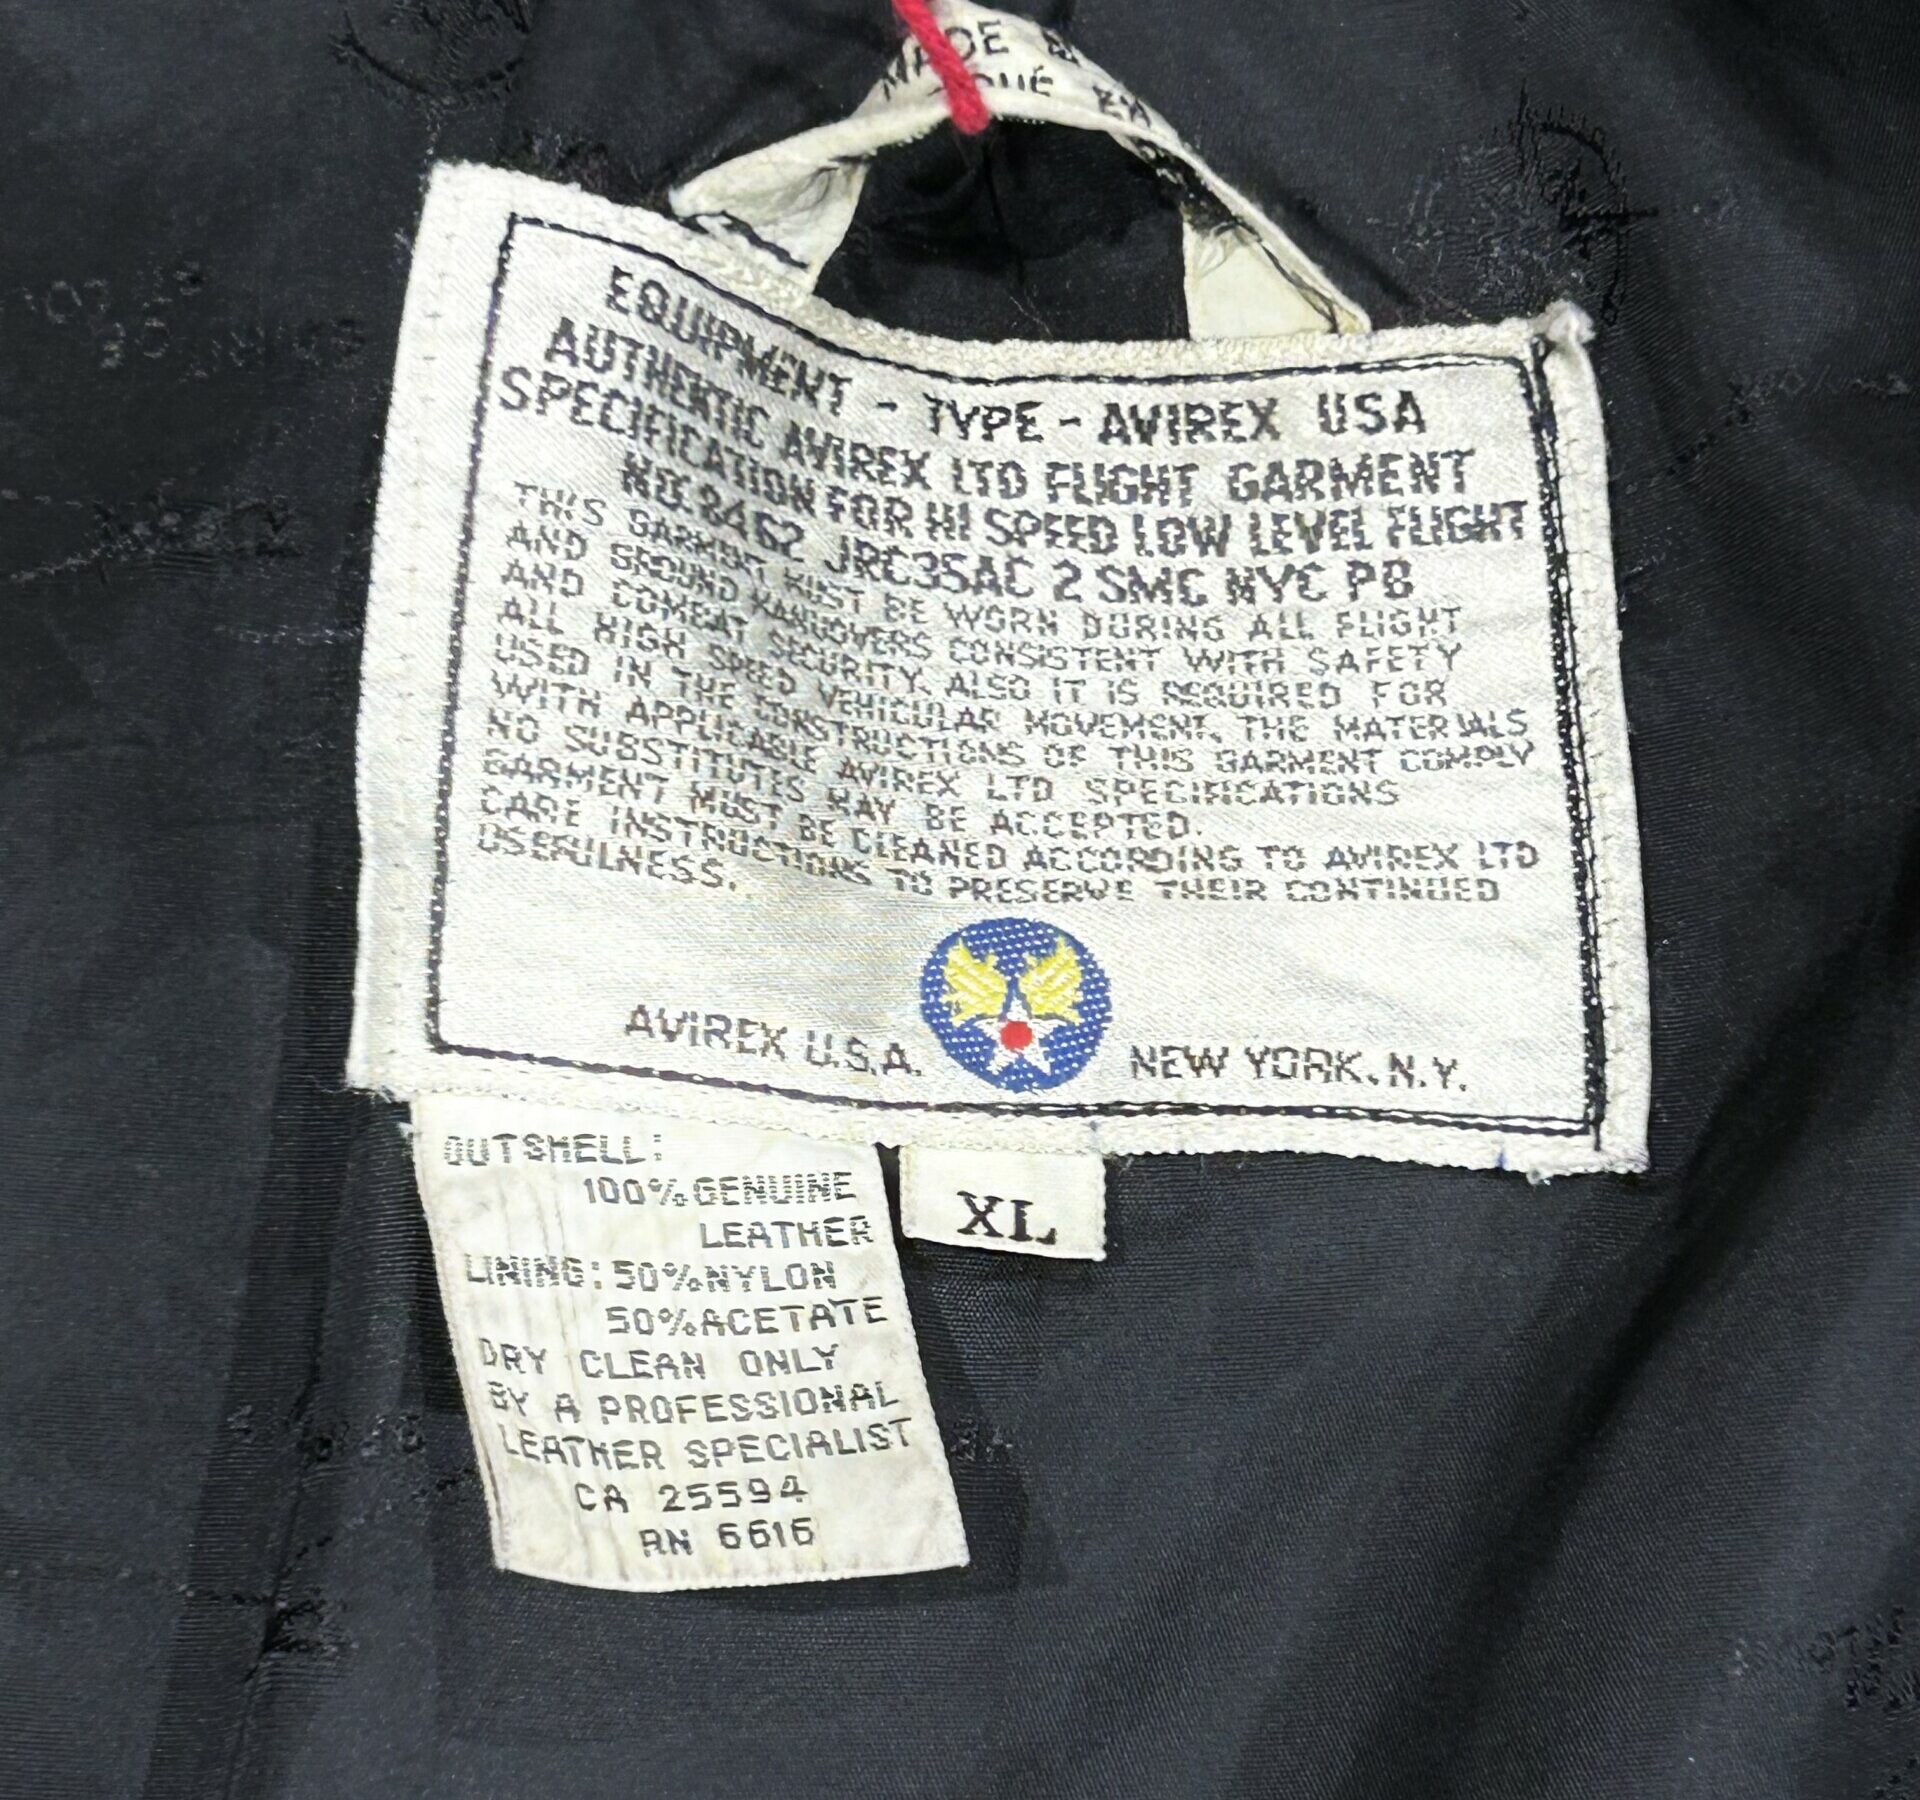 MADE
EQUIPMENT - TYPE - AVIREX USA
AUTHENTIC AVIREX LTD FLIGHT GARMENT
SPECIFICATION FOR HI SPEED LOW LEVEL FLIGHT
NO. 2A62 JRC35AC 2 SMC NYC PB
THIS GARMENT MUST BE WORN DURING ALL FLIGHT
AND GROUND MANUOVERS CONSISTENT WITH SAFETY
AND COMBAT SECURITY. ALSO IT IS REQUIRED FOR
ALL HIGH SPEED VEHICULAR MOVEMENT. THE MATERIALS
USED IN THE CONSTRUCTIONS OF THIS GARMENT COMPLY
WITH APPLICABLE AVIREX LTD SPECIFICATIONS
NO SUBSTITUTES MAY BE ACCEPTED.
GARMENT MUST BE CLEANED ACCORDING TO AVIREX LTD
CARE INSTRUCTIONS TO PRESERVE THEIR CONTINUED
USEFULNESS.
AVIREX U.S.A. NEW YORK. N.Y.
OUTSHELL:
100% GENUINE
LEATHER
LINING: 50% NYLON
50% ACETATE
DRY CLEAN ONLY
BY A PROFESSIONAL
LEATHER SPECIALIST
CA 25594
RN 6616
XL